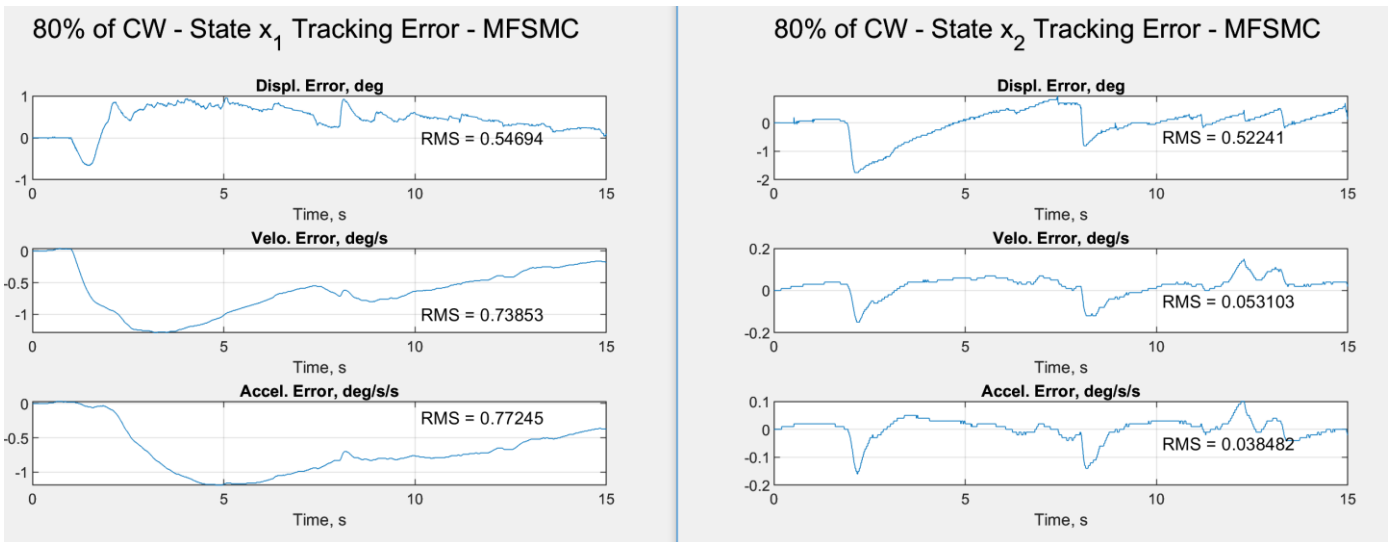 80% of CW - State x1 Tracking Error - MFSMC
Displ. Error, deg
1
0
-1
RMS = 0.54694
0 5 10 15
Time, s
Velo. Error, deg/s
0
-0.5
-1
RMS = 0.73853
0 5 10 15
Time, s
Accel. Error, deg/s/s
0
-0.5
-1
RMS = 0.77245
0 5 10 15
Time, s
80% of CW - State x2 Tracking Error - MFSMC
Displ. Error, deg
0
-1
-2
RMS = 0.52241
0 5 10 15
Time, s
Velo. Error, deg/s
0.2
0
-0.2
RMS = 0.053103
0 5 10 15
Time, s
Accel. Error, deg/s/s
0.1
0
-0.1
-0.2
RMS = 0.038482
0 5 10 15
Time, s